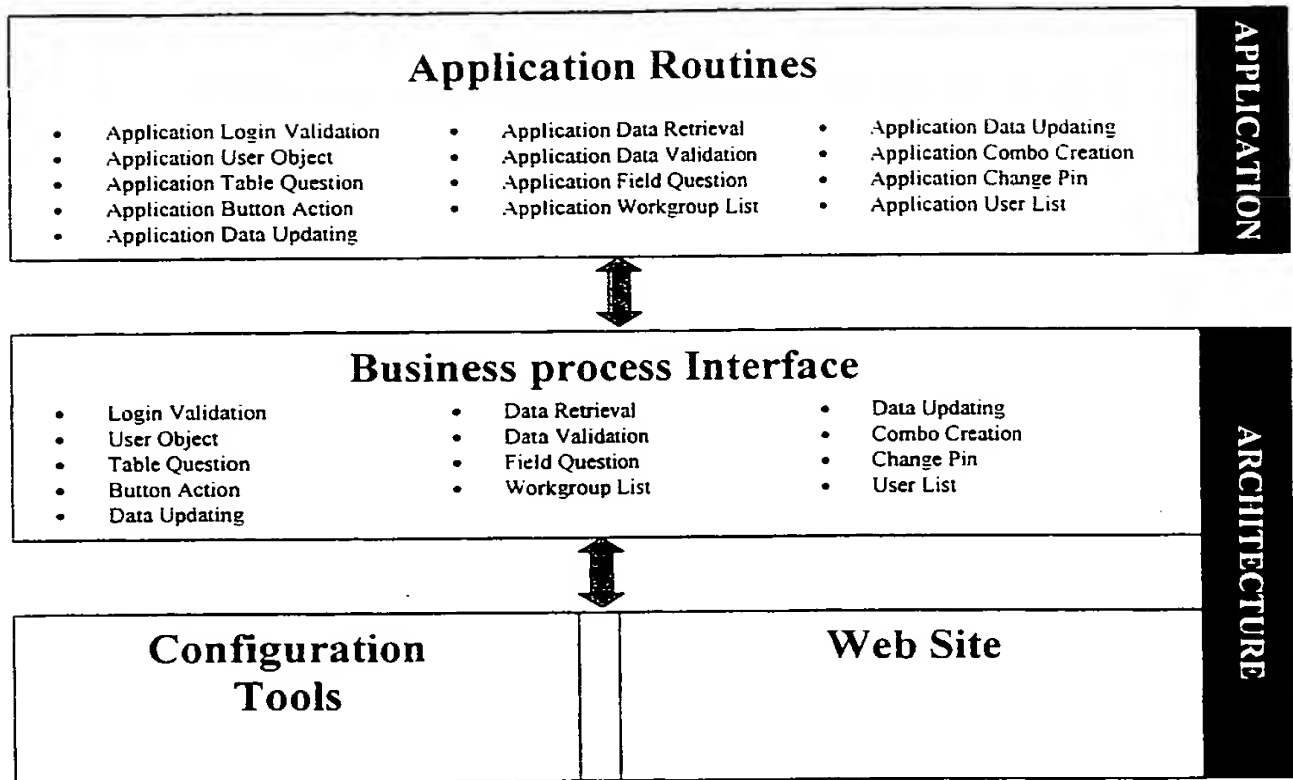 Application Routines
• Application Login Validation
• Application User Object
• Application Table Question
• Application Button Action
• Application Data Updating
• Application Data Retrieval
• Application Data Validation
• Application Field Question
• Application Workgroup List
• Application Data Updating
• Application Combo Creation
• Application Change Pin
• Application User List
APPLICATION
Business process Interface
• Login Validation
• User Object
• Table Question
• Button Action
• Data Updating
• Data Retrieval
• Data Validation
• Field Question
• Workgroup List
• Data Updating
• Combo Creation
• Change Pin
• User List
ARCHITECTURE
Configuration
Tools
Web Site